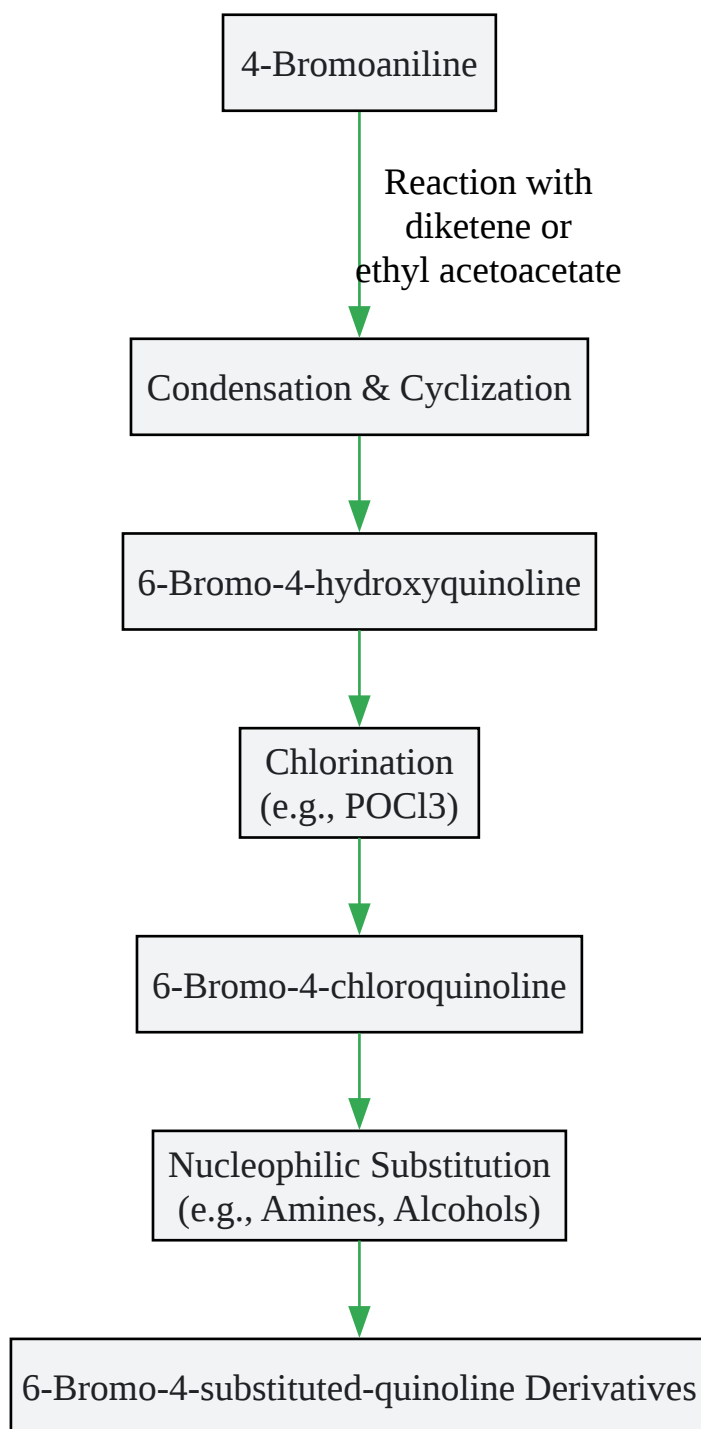 4-Bromoaniline
Reaction with
diketene or
ethyl acetoacetate
Condensation & Cyclization
6-Bromo-4-hydroxyquinoline
Chlorination
(e.g., POCl3)
6-Bromo-4-chloroquinoline
Nucleophilic Substitution
(e.g., Amines, Alcohols)
6-Bromo-4-substituted-quinoline Derivatives